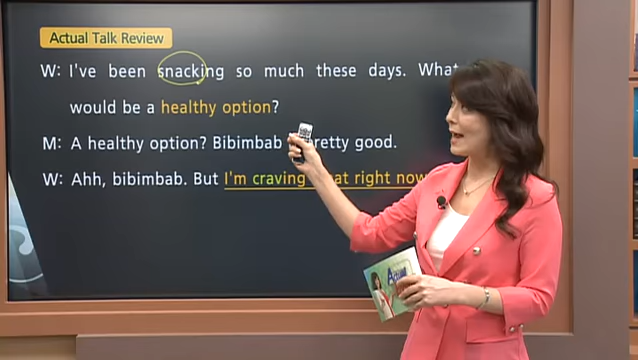 Actual Talk Review
W: I've been snacking so much these days. What
would be a healthy option?
M: A healthy option? Bibimbab pretty good.
W: Ahh, bibimbab. But I'm craving right now